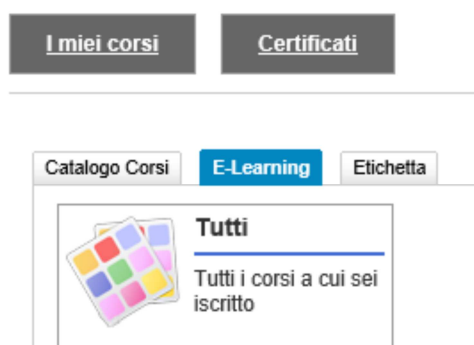 I miei corsi
Certificati
Catalogo Corsi
E-Learning
Etichetta
Tutti
Tutti i corsi a cui sei
iscritto